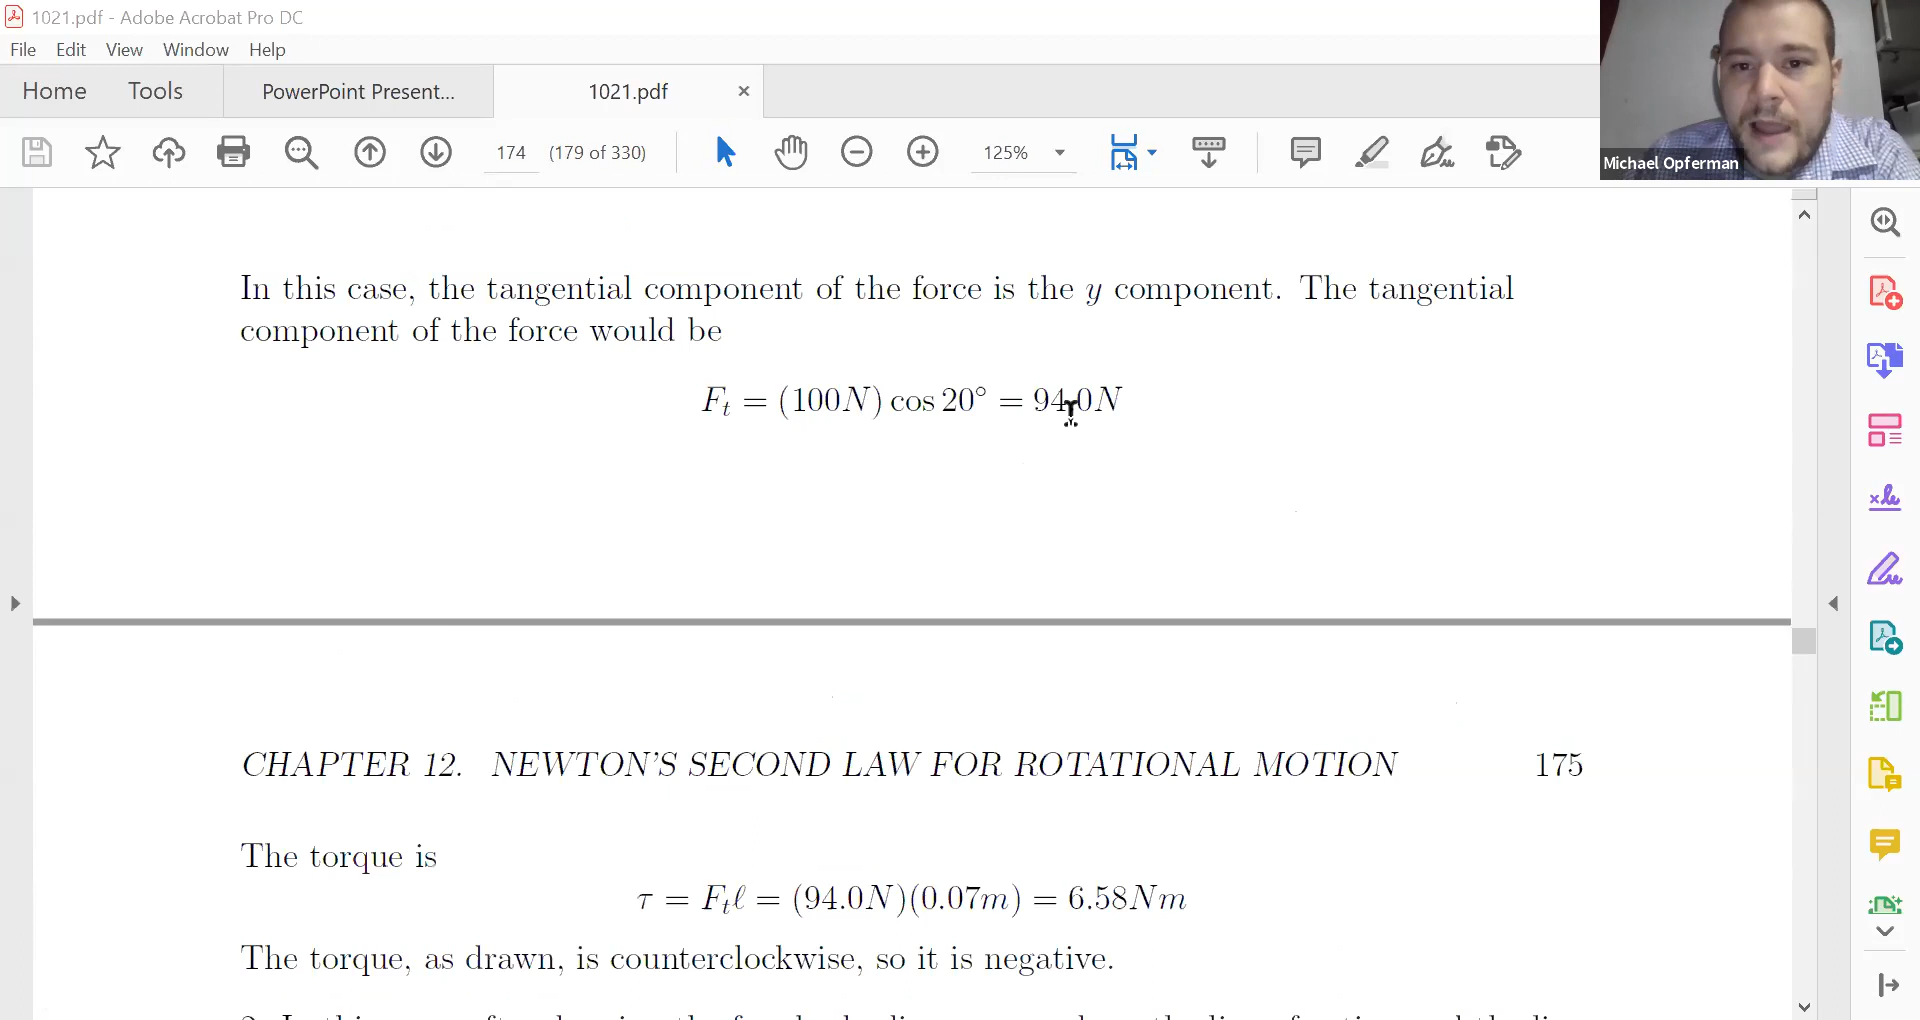 1021.pdf - Adobe Acrobat Pro DC
File Edit View Window Help
Home Tools PowerPoint Present... 1021.pdf ×
174 (179 of 330) 125%
Michael Opferman
In this case, the tangential component of the force is the y component. The tangential
component of the force would be
F_t = (100N) cos 20° = 94.0N
CHAPTER 12. NEWTON'S SECOND LAW FOR ROTATIONAL MOTION 175
The torque is
τ = F_tℓ = (94.0N)(0.07m) = 6.58Nm
The torque, as drawn, is counterclockwise, so it is negative.